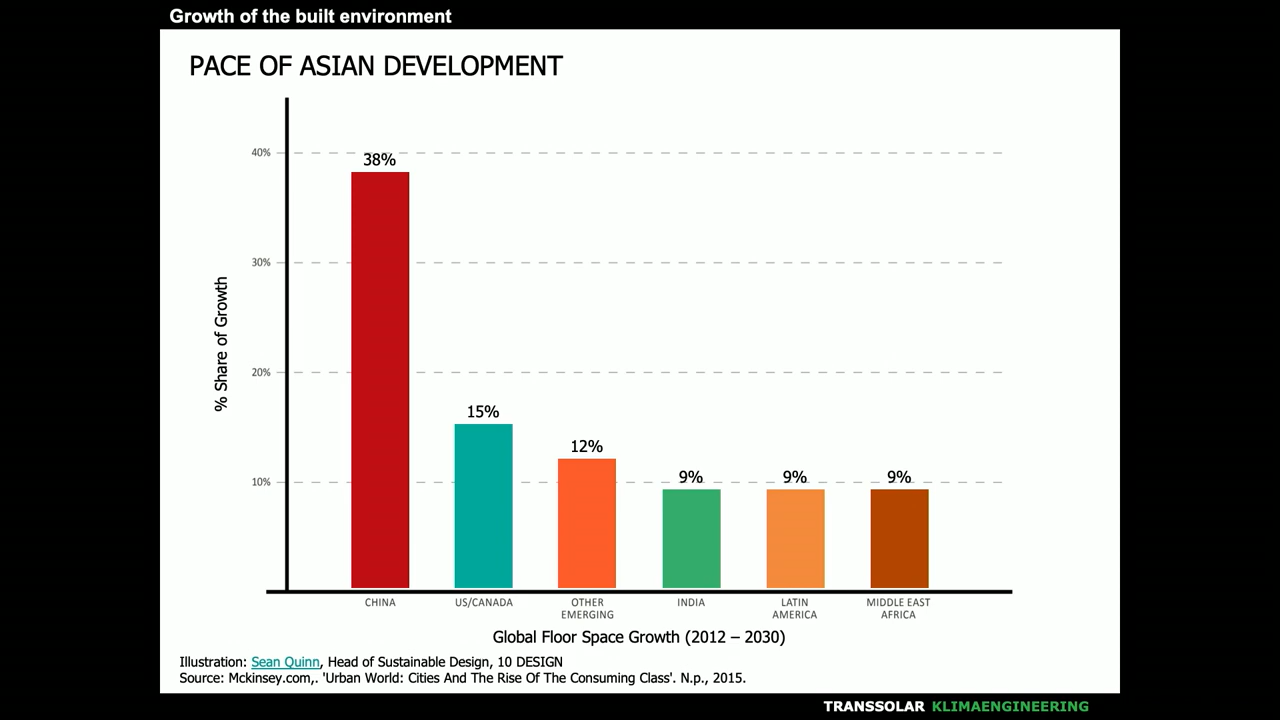 Growth of the built environment
PACE OF ASIAN DEVELOPMENT
40%
30%
20%
10%
% Share of Growth
38%
15%
12%
9%
9%
9%
CHINA
US/CANADA
OTHER
EMERGING
INDIA
LATIN
AMERICA
MIDDLE EAST
AFRICA
Global Floor Space Growth (2012 – 2030)
Illustration: Sean Quinn, Head of Sustainable Design, 10 DESIGN
Source: Mckinsey.com,. 'Urban World: Cities And The Rise Of The Consuming Class'. N.p., 2015.
TRANSSOLAR KLIMAENGINEERING